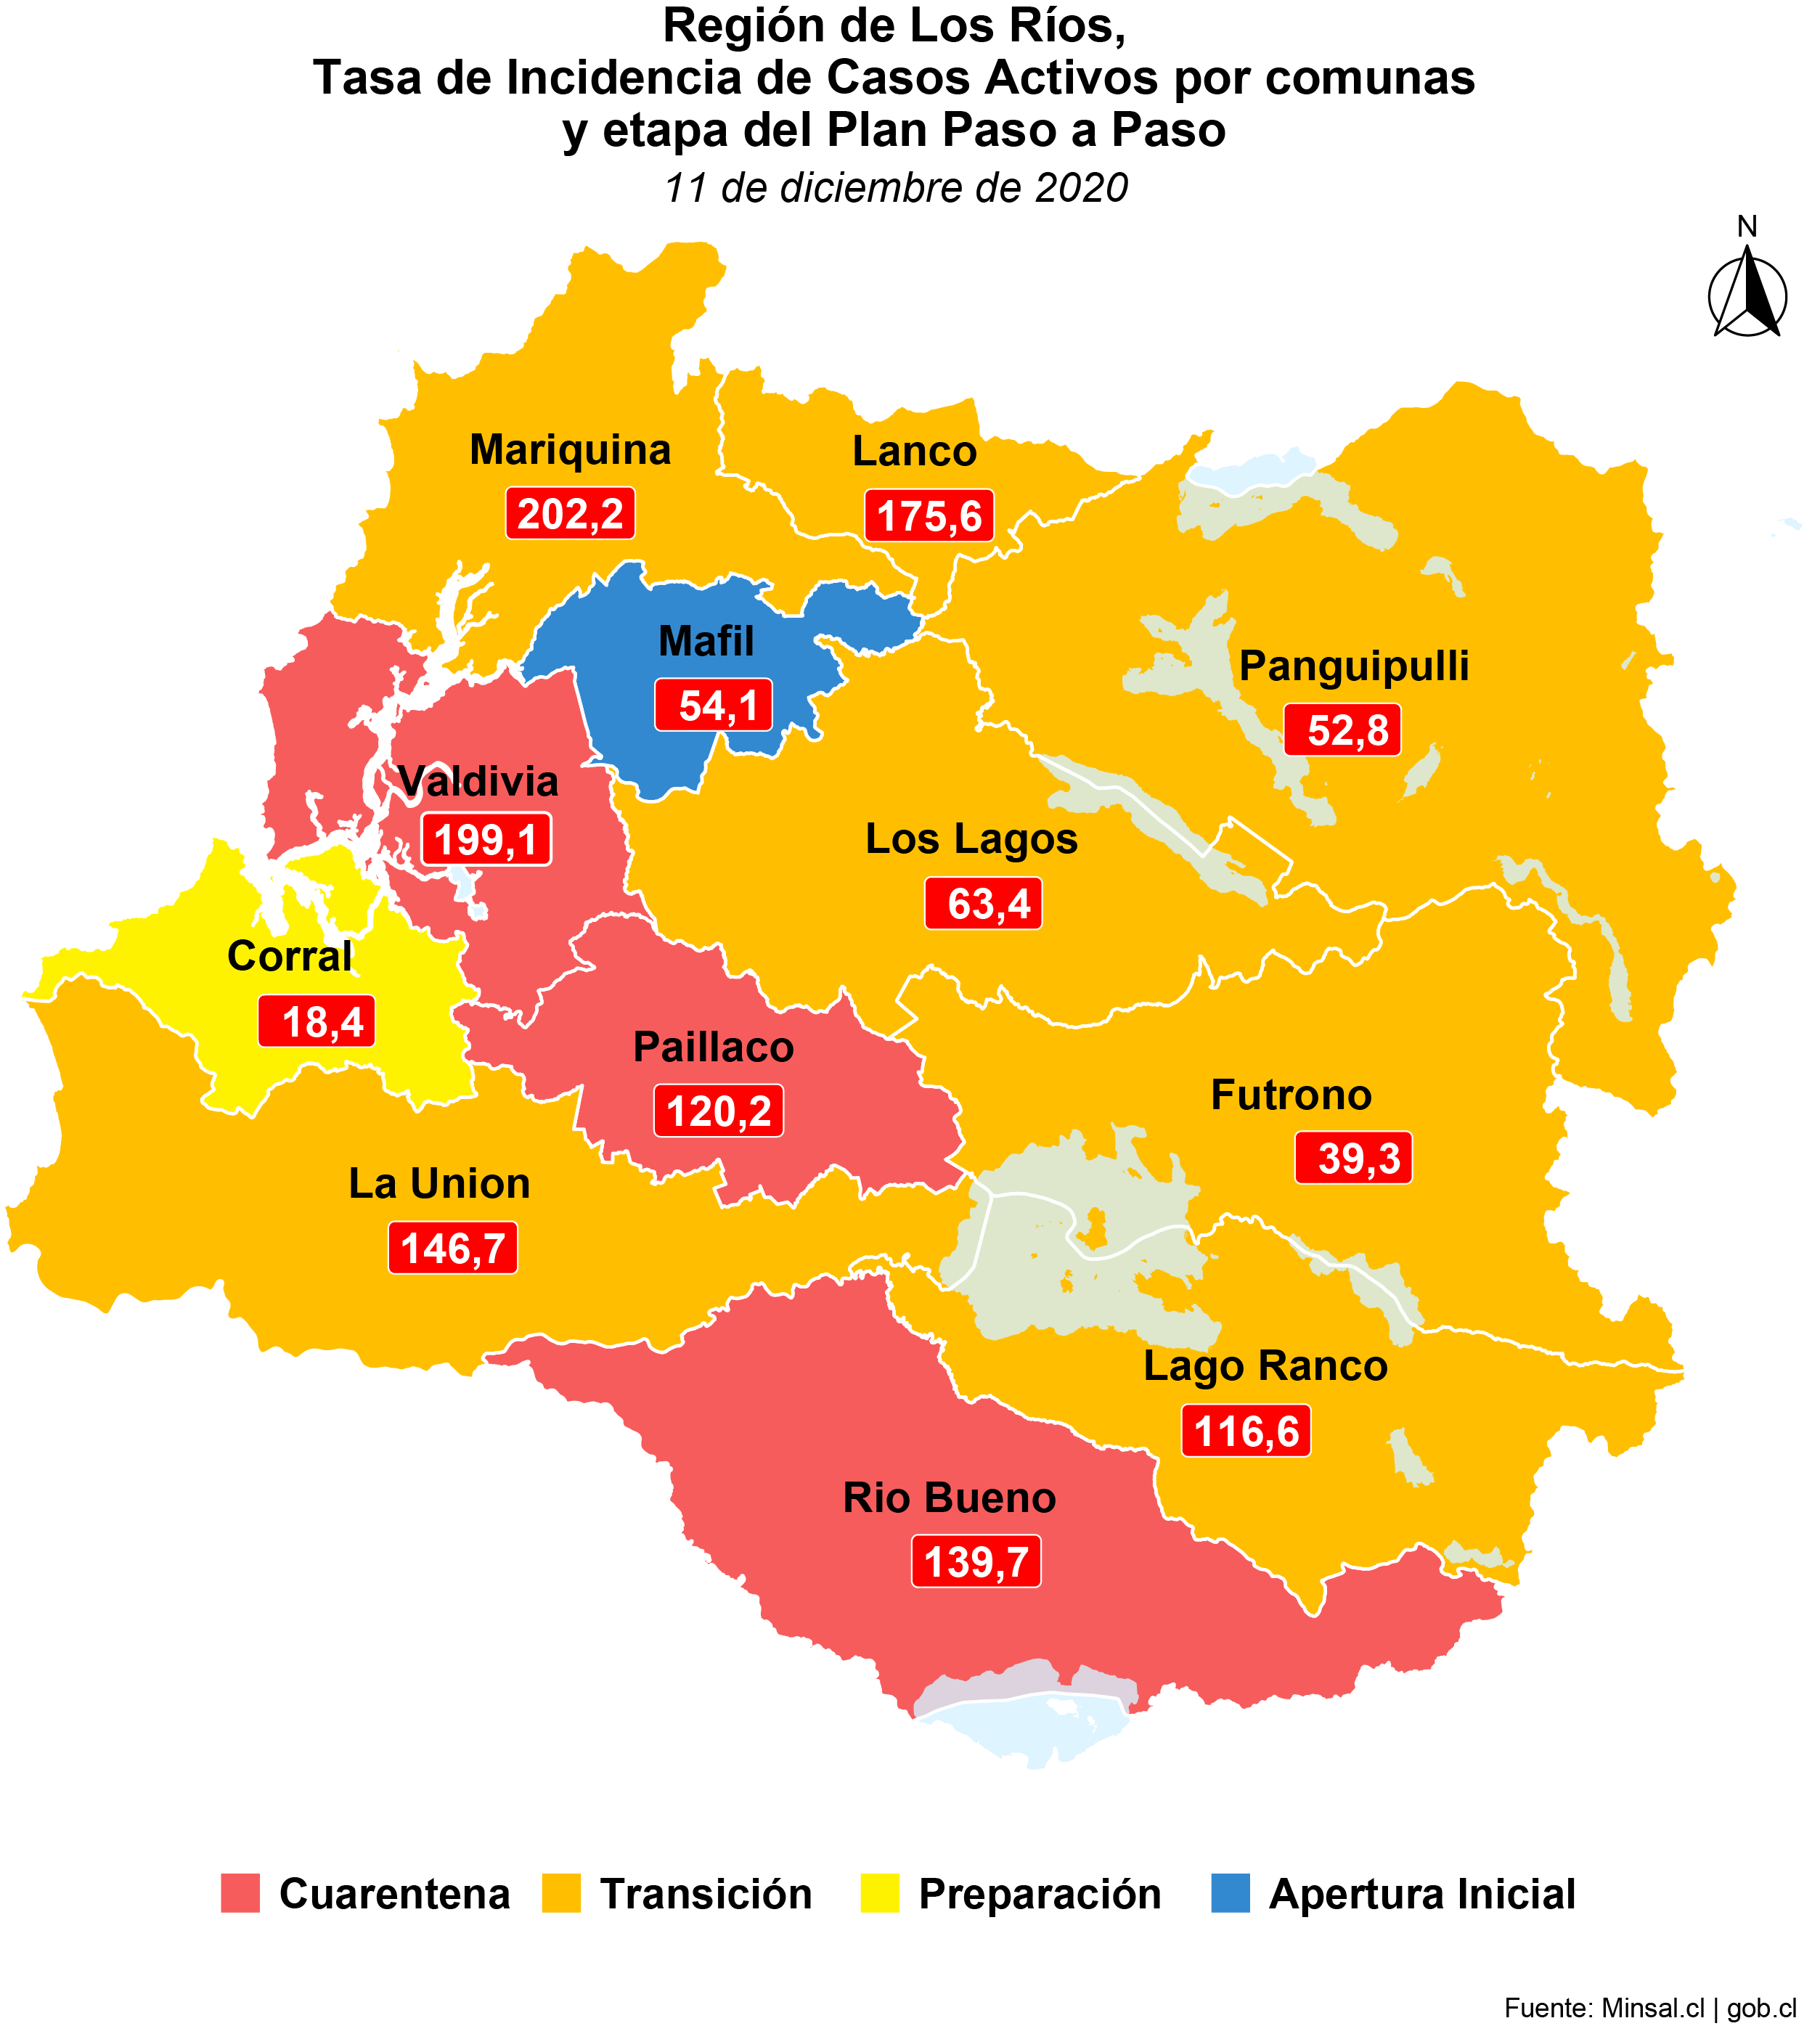 Región de Los Ríos,
Tasa de Incidencia de Casos Activos por comunas
y etapa del Plan Paso a Paso
11 de diciembre de 2020
N
Mariquina
202,2
Lanco
175,6
Mafil
54,1
Panguipulli
52,8
Valdivia
199,1
Los Lagos
63,4
Corral
18,4
Paillaco
120,2
Futrono
39,3
La Union
146,7
Lago Ranco
116,6
Rio Bueno
139,7
Cuarentena
Transición
Preparación
Apertura Inicial
Fuente: Minsal.cl | gob.cl